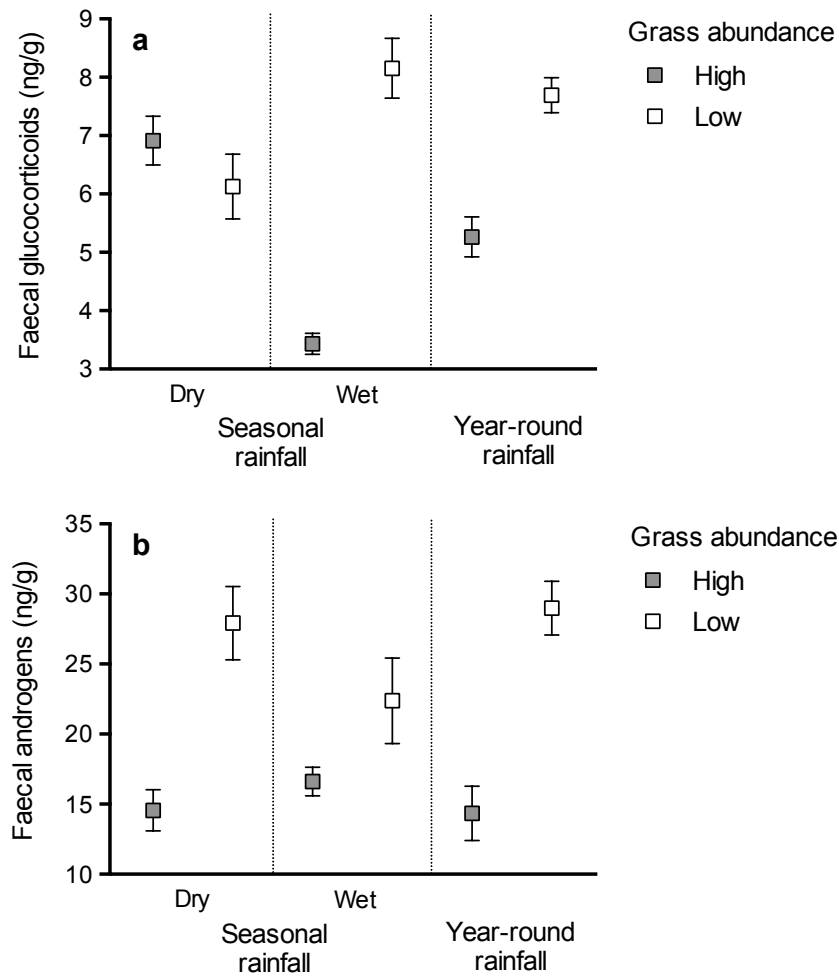 a
Faecal glucocorticoids (ng/g)
9
8
7
6
5
4
3
Dry
Wet
Seasonal
rainfall
Year-round
rainfall
Grass abundance
High
Low
b
Faecal androgens (ng/g)
35
30
25
20
15
10
Dry
Wet
Seasonal
rainfall
Year-round
rainfall
Grass abundance
High
Low